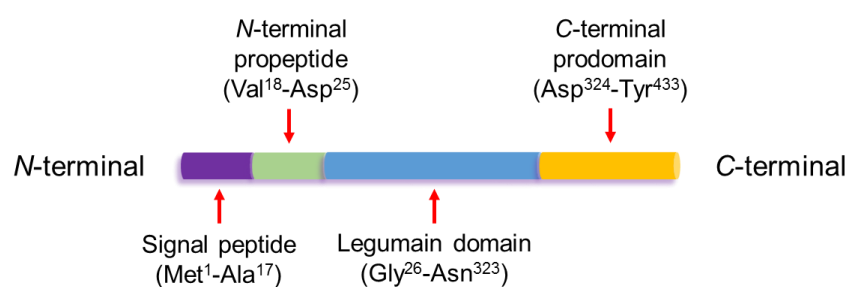 N-terminal
propeptide
(Val¹⁸-Asp²⁵)
C-terminal
prodomain
(Asp³²⁴-Tyr⁴³³)
N-terminal
C-terminal
Signal peptide
(Met¹-Ala¹⁷)
Legumain domain
(Gly²⁶-Asn³²³)